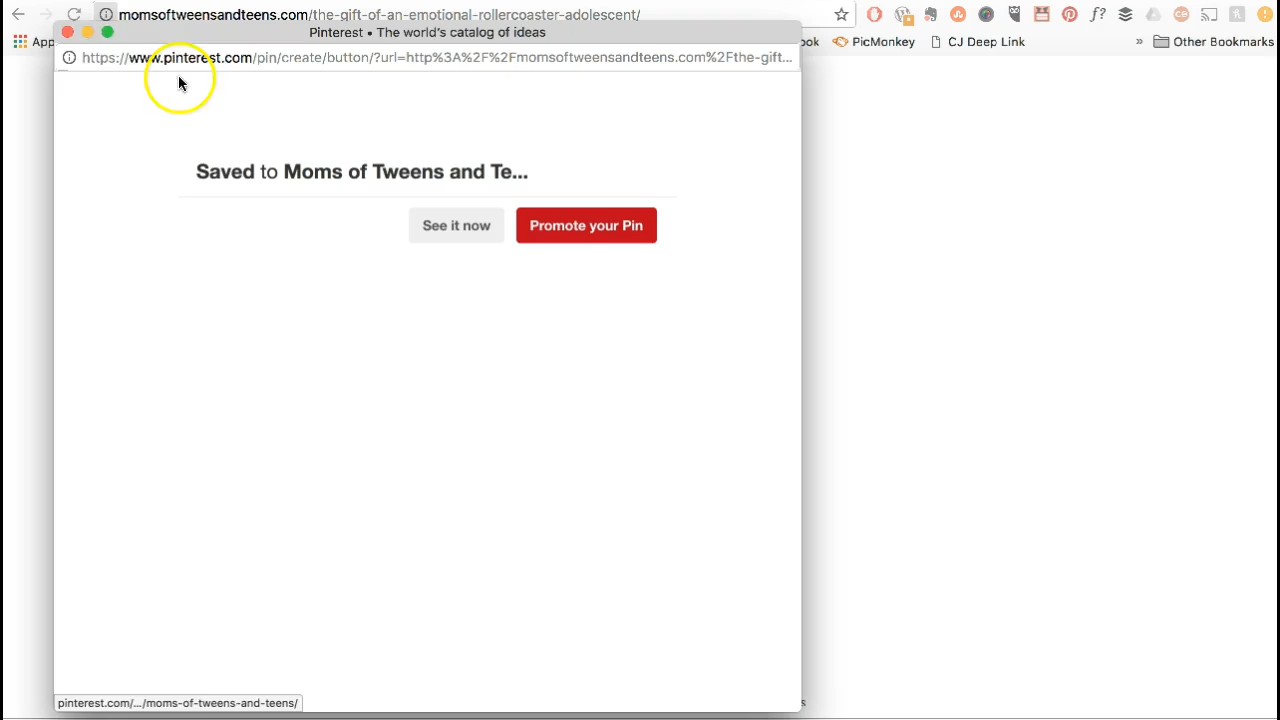 momsoftweensandteens.com/the-gift-of-an-emotional-rollercoaster-adolescent/
Pinterest • The world's catalog of ideas
App
ook
PicMonkey
CJ Deep Link
»
Other Bookmarks
https://www.pinterest.com/pin/create/button/?url=http%3A%2F%2Fmomsoftweensandteens.com%2Fthe-gift...
Saved to Moms of Tweens and Te...
See it now
Promote your Pin
pinterest.com/.../moms-of-tweens-and-teens/
s